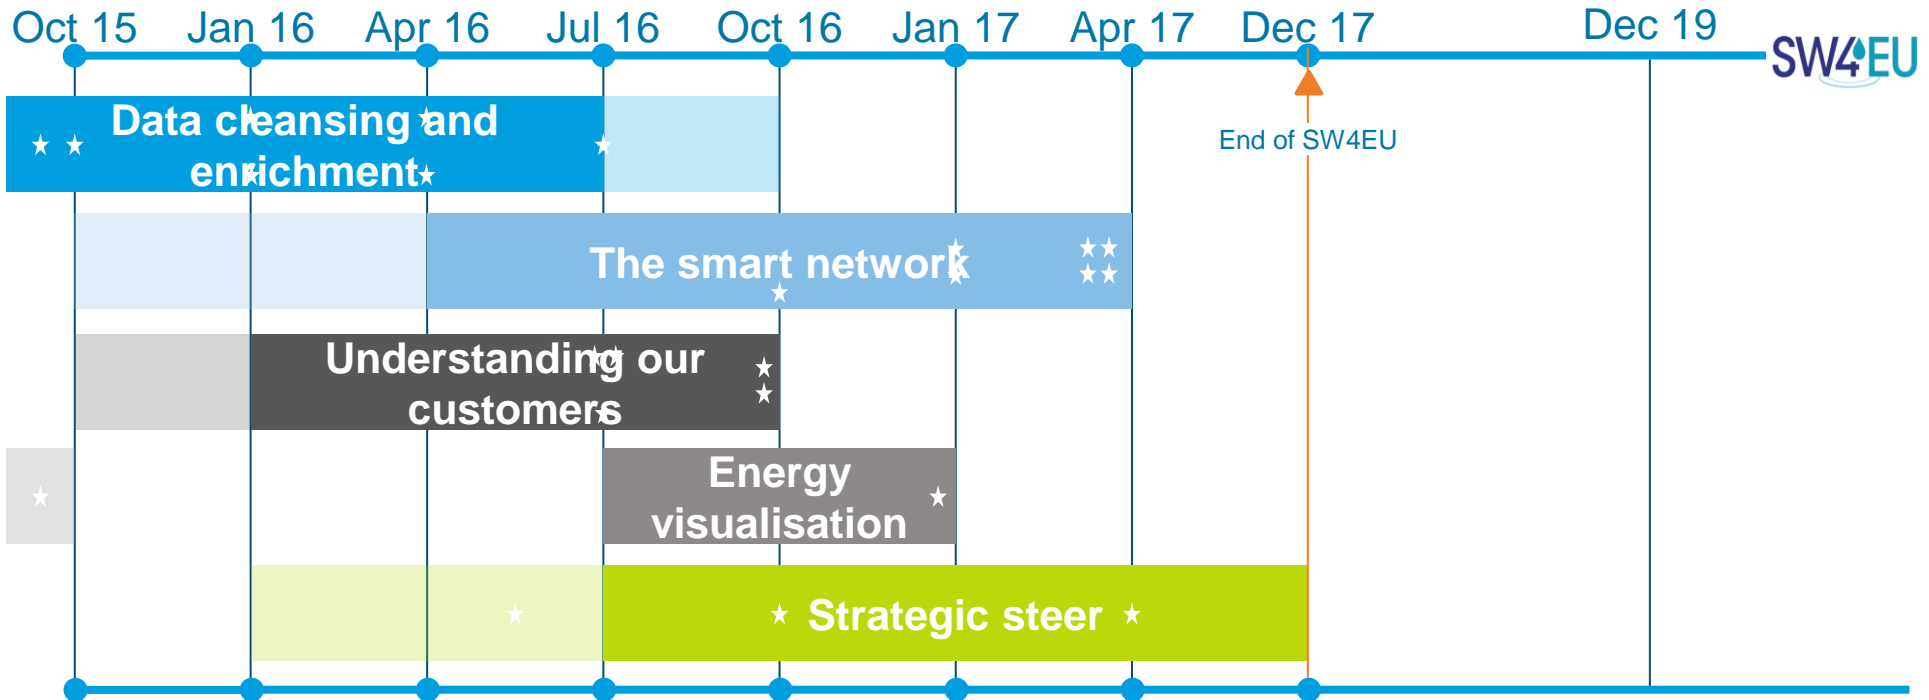 Oct 15 Jan 16 Apr 16 Jul 16 Oct 16 Jan 17 Apr 17 Dec 17 Dec 19
SW4EU
Data cleansing and
enrichment
End of SW4EU
The smart network
Understanding our
customers
Energy
visualisation
Strategic steer